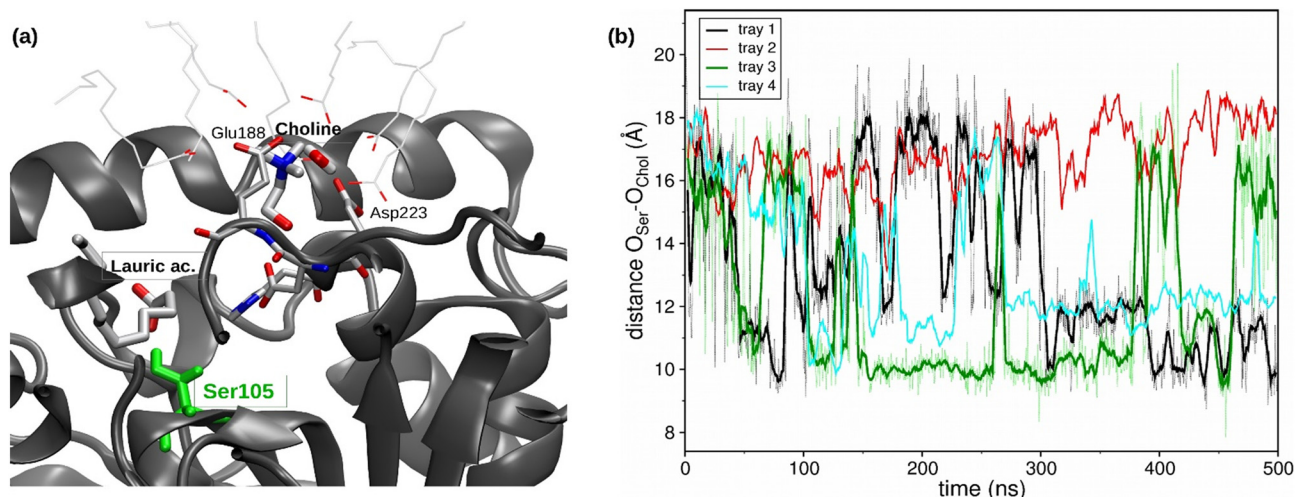 (a)
Glu188
Choline
Asp223
Lauric ac.
Ser105
(b)
tray 1
tray 2
tray 3
tray 4
distance O_Ser-O_Chol (Å)
20
18
16
14
12
10
8
0
100
200
300
400
500
time (ns)